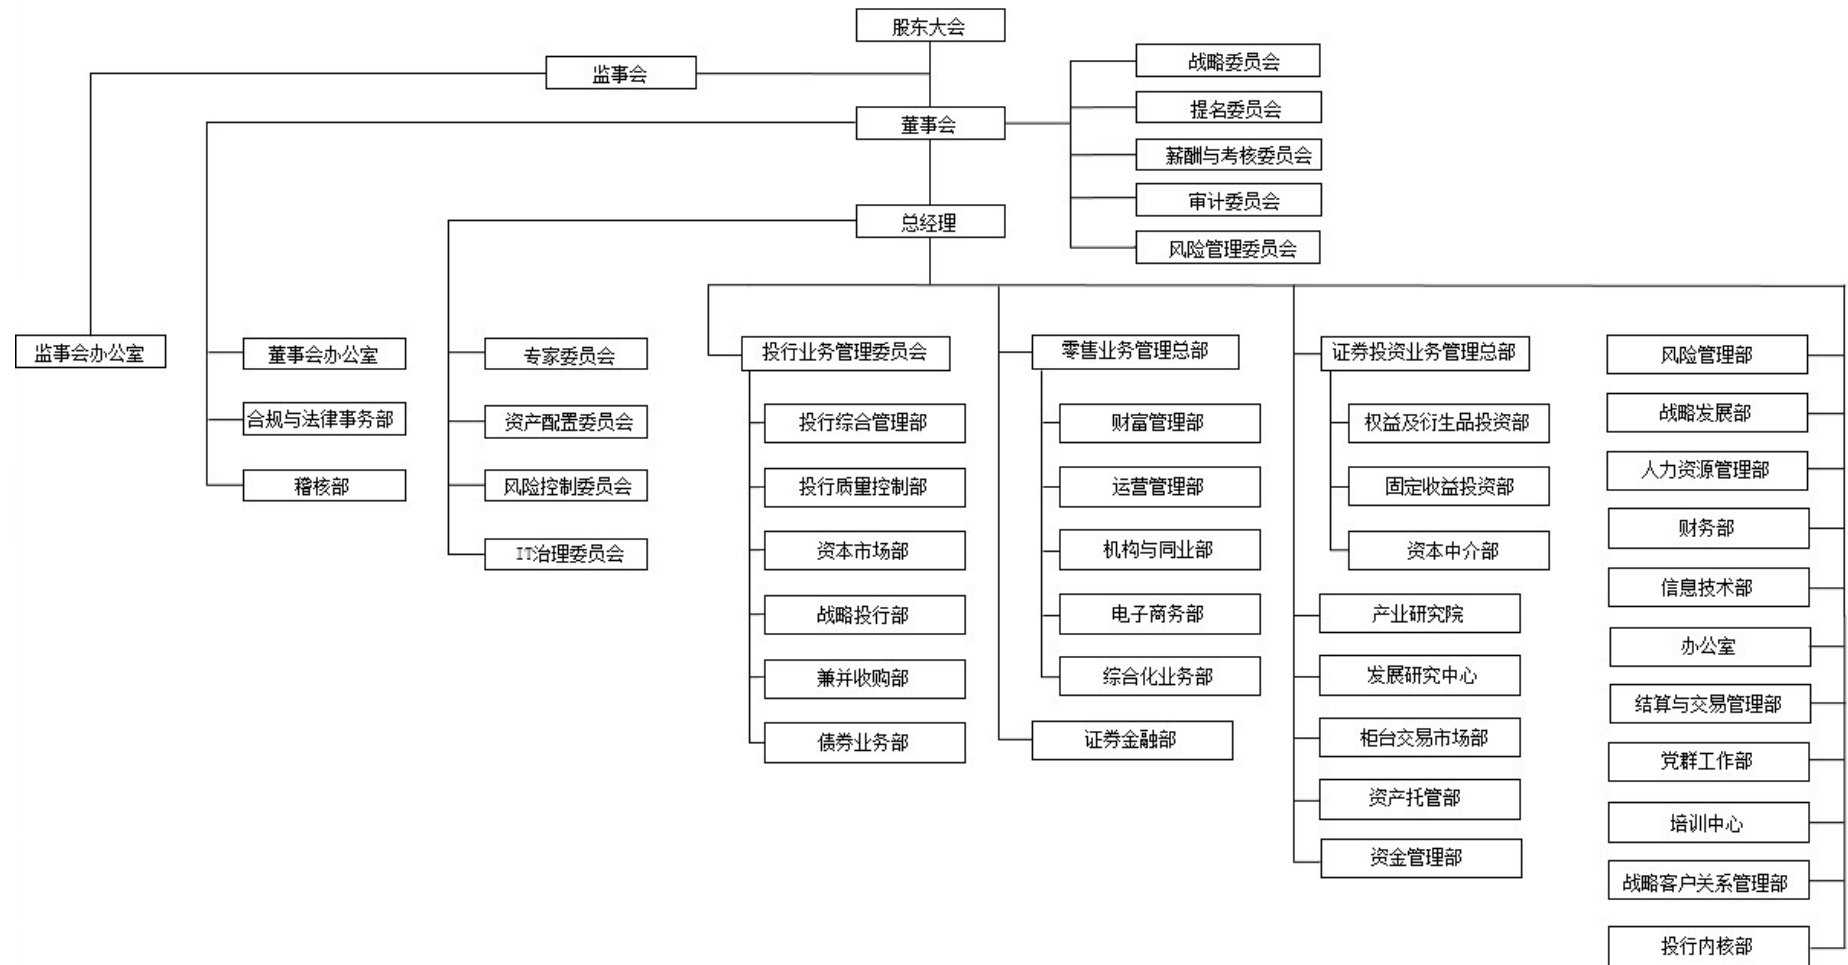 股东大会
监事会
董事会
战略委员会
提名委员会
薪酬与考核委员会
审计委员会
风险管理委员会
总经理
监事会办公室
董事会办公室
合规与法律事务部
稽核部
专家委员会
资产配置委员会
风险控制委员会
IT治理委员会
投行业务管理委员会
投行综合管理部
投行质量控制部
资本市场部
战略投行部
兼并收购部
债券业务部
零售业务管理总部
财富管理部
运营管理部
机构与同业部
电子商务部
综合化业务部
证券金融部
证券投资业务管理总部
权益及衍生品投资部
固定收益投资部
资本中介部
产业研究院
发展研究中心
柜台交易市场部
资产托管部
资金管理部
风险管理部
战略发展部
人力资源管理部
财务部
信息技术部
办公室
结算与交易管理部
党群工作部
培训中心
战略客户关系管理部
投行内核部